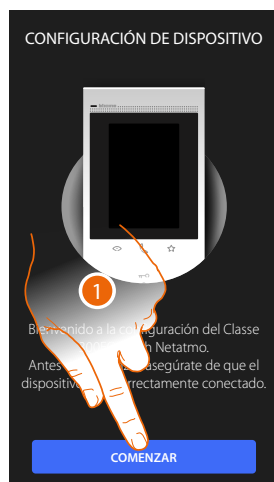 CONFIGURACIÓN DE DISPOSITIVO
1
Bienvenido a la configuración del Classe
Netatmo.
Antes asegúrate de que el
dispositivo correctamente conectado.
COMENZAR